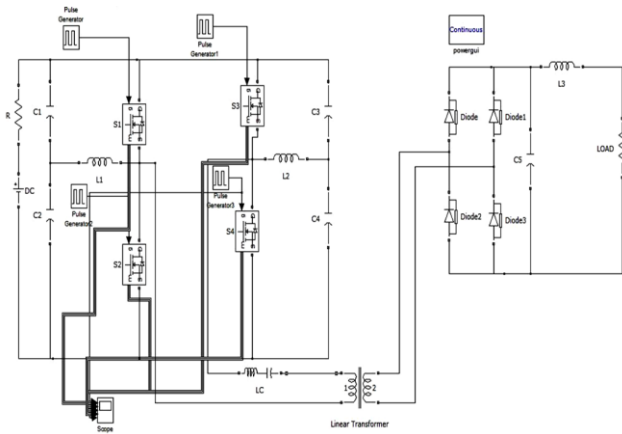 Pulse
Generator
Pulse
Generator1
Continuous
powergui
R
C1
S1
S3
C3
L3
Diode
Diode1
LOAD
C5
L1
L2
DC
Pulse
Generator2
Pulse
Generator3
C2
C4
S2
S4
Diode2
Diode3
LC
1
2
Linear Transformer
Scope